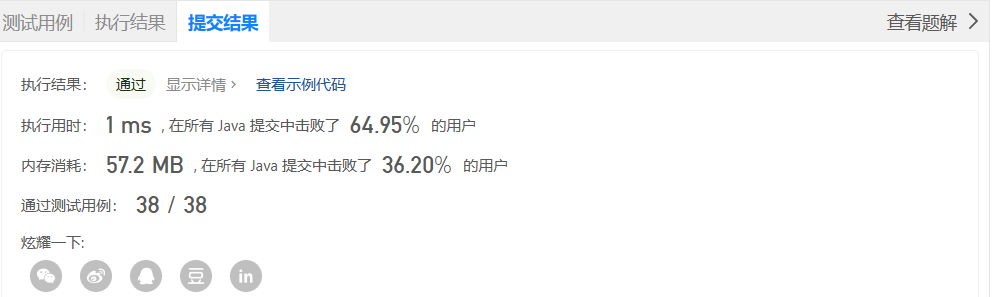 测试用例 执行结果 提交结果 查看题解
执行结果： 通过 显示详情 查看示例代码
执行用时： 1 ms , 在所有 Java 提交中击败了 64.95% 的用户
内存消耗： 57.2 MB , 在所有 Java 提交中击败了 36.20% 的用户
通过测试用例： 38 / 38
炫耀一下:
豆 in